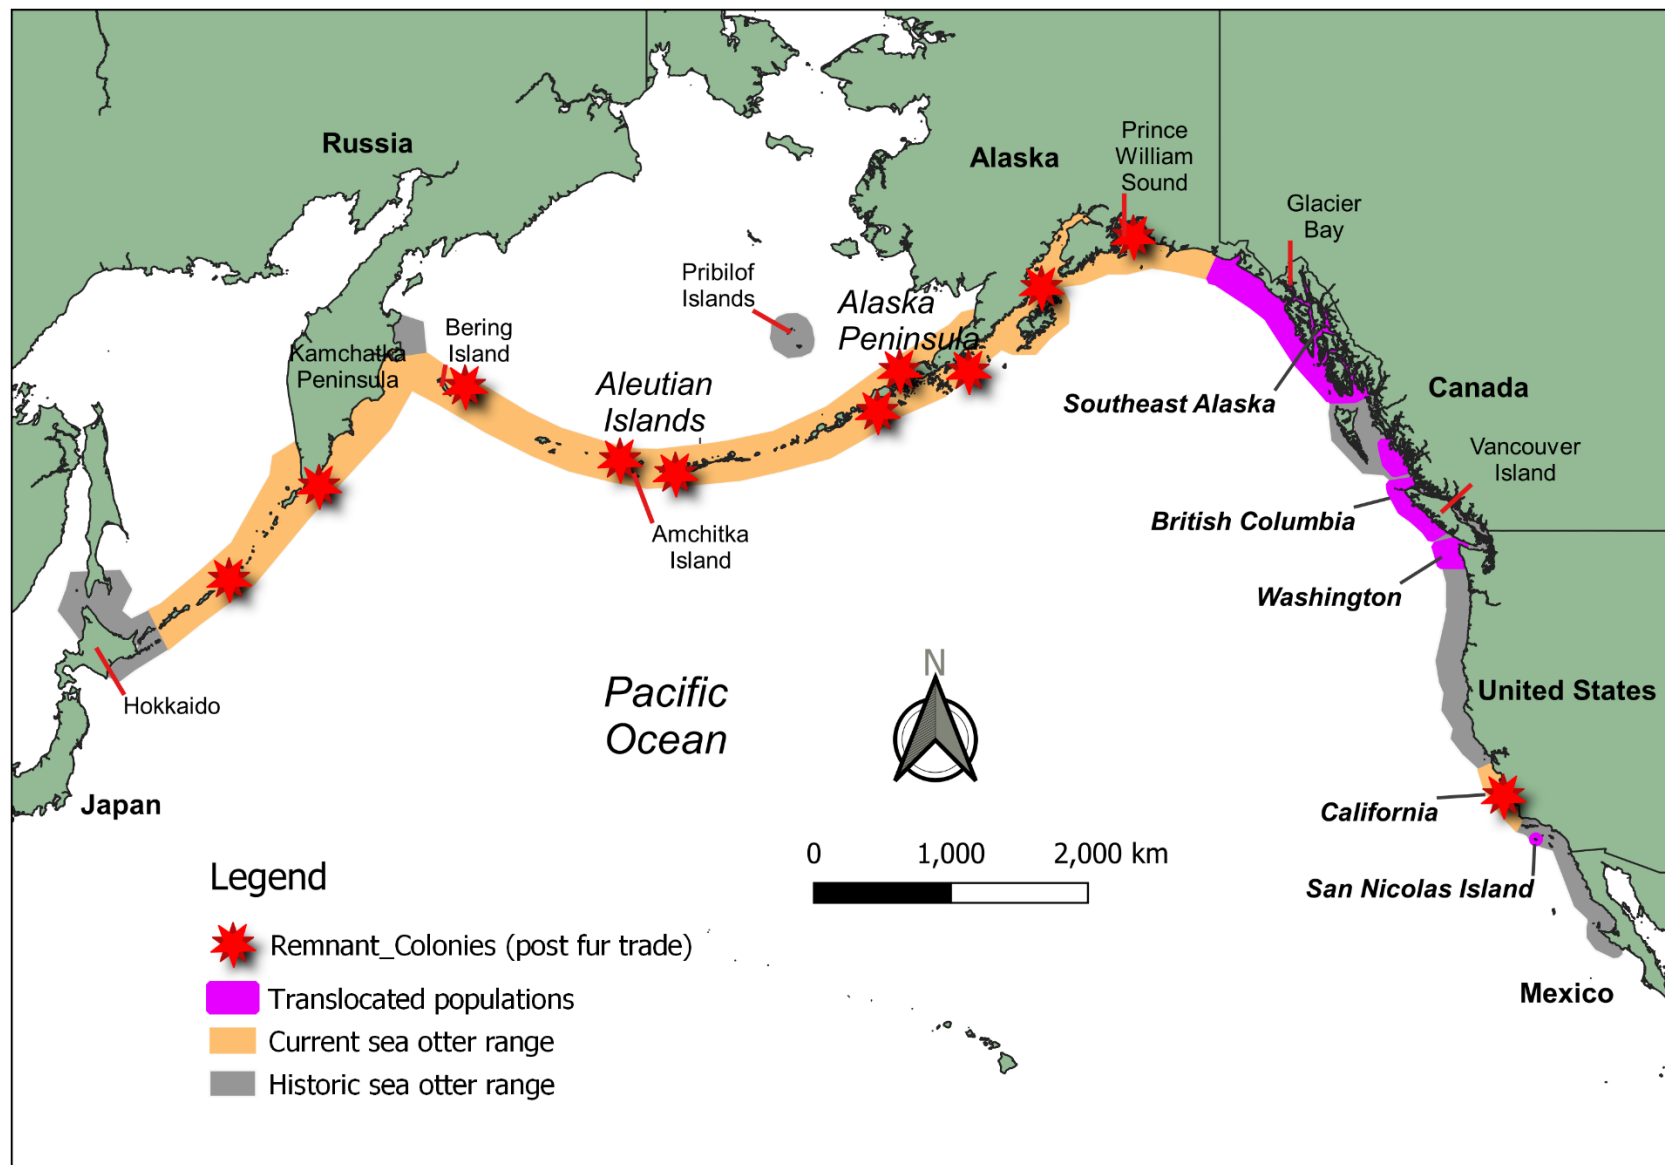 Russia
Alaska
Prince
William
Sound
Glacier
Bay
Pribilof
Islands
Alaska
Peninsula
Bering
Island
Kamchatka
Peninsula
Aleutian
Islands
Southeast Alaska
Canada
Vancouver
Island
British Columbia
Amchitka
Island
Washington
Hokkaido
Pacific
Ocean
N
United States
Japan
California
0 1,000 2,000 km
San Nicolas Island
Mexico
Legend
Remnant_Colonies (post fur trade)
Translocated populations
Current sea otter range
Historic sea otter range